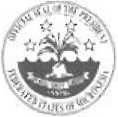 OFFICIAL SEAL OF THE PRESIDENT
FEDERATED STATES OF MICRONESIA